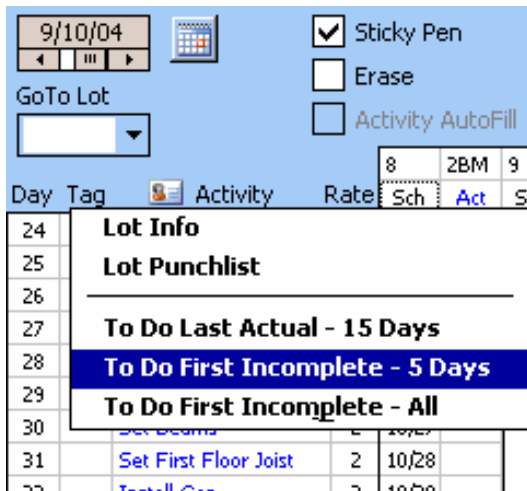 9/10/04
Sticky Pen
Erase
GoTo Lot
Activity AutoFill
8 2BM 9
Day Tag Activity Rate Sch Act S
24 Lot Info
25 Lot Punchlist
26
27 To Do Last Actual - 15 Days
28 To Do First Incomplete - 5 Days
29 To Do First Incomplete - All
30
31 Set First Floor Joist 2 10/28